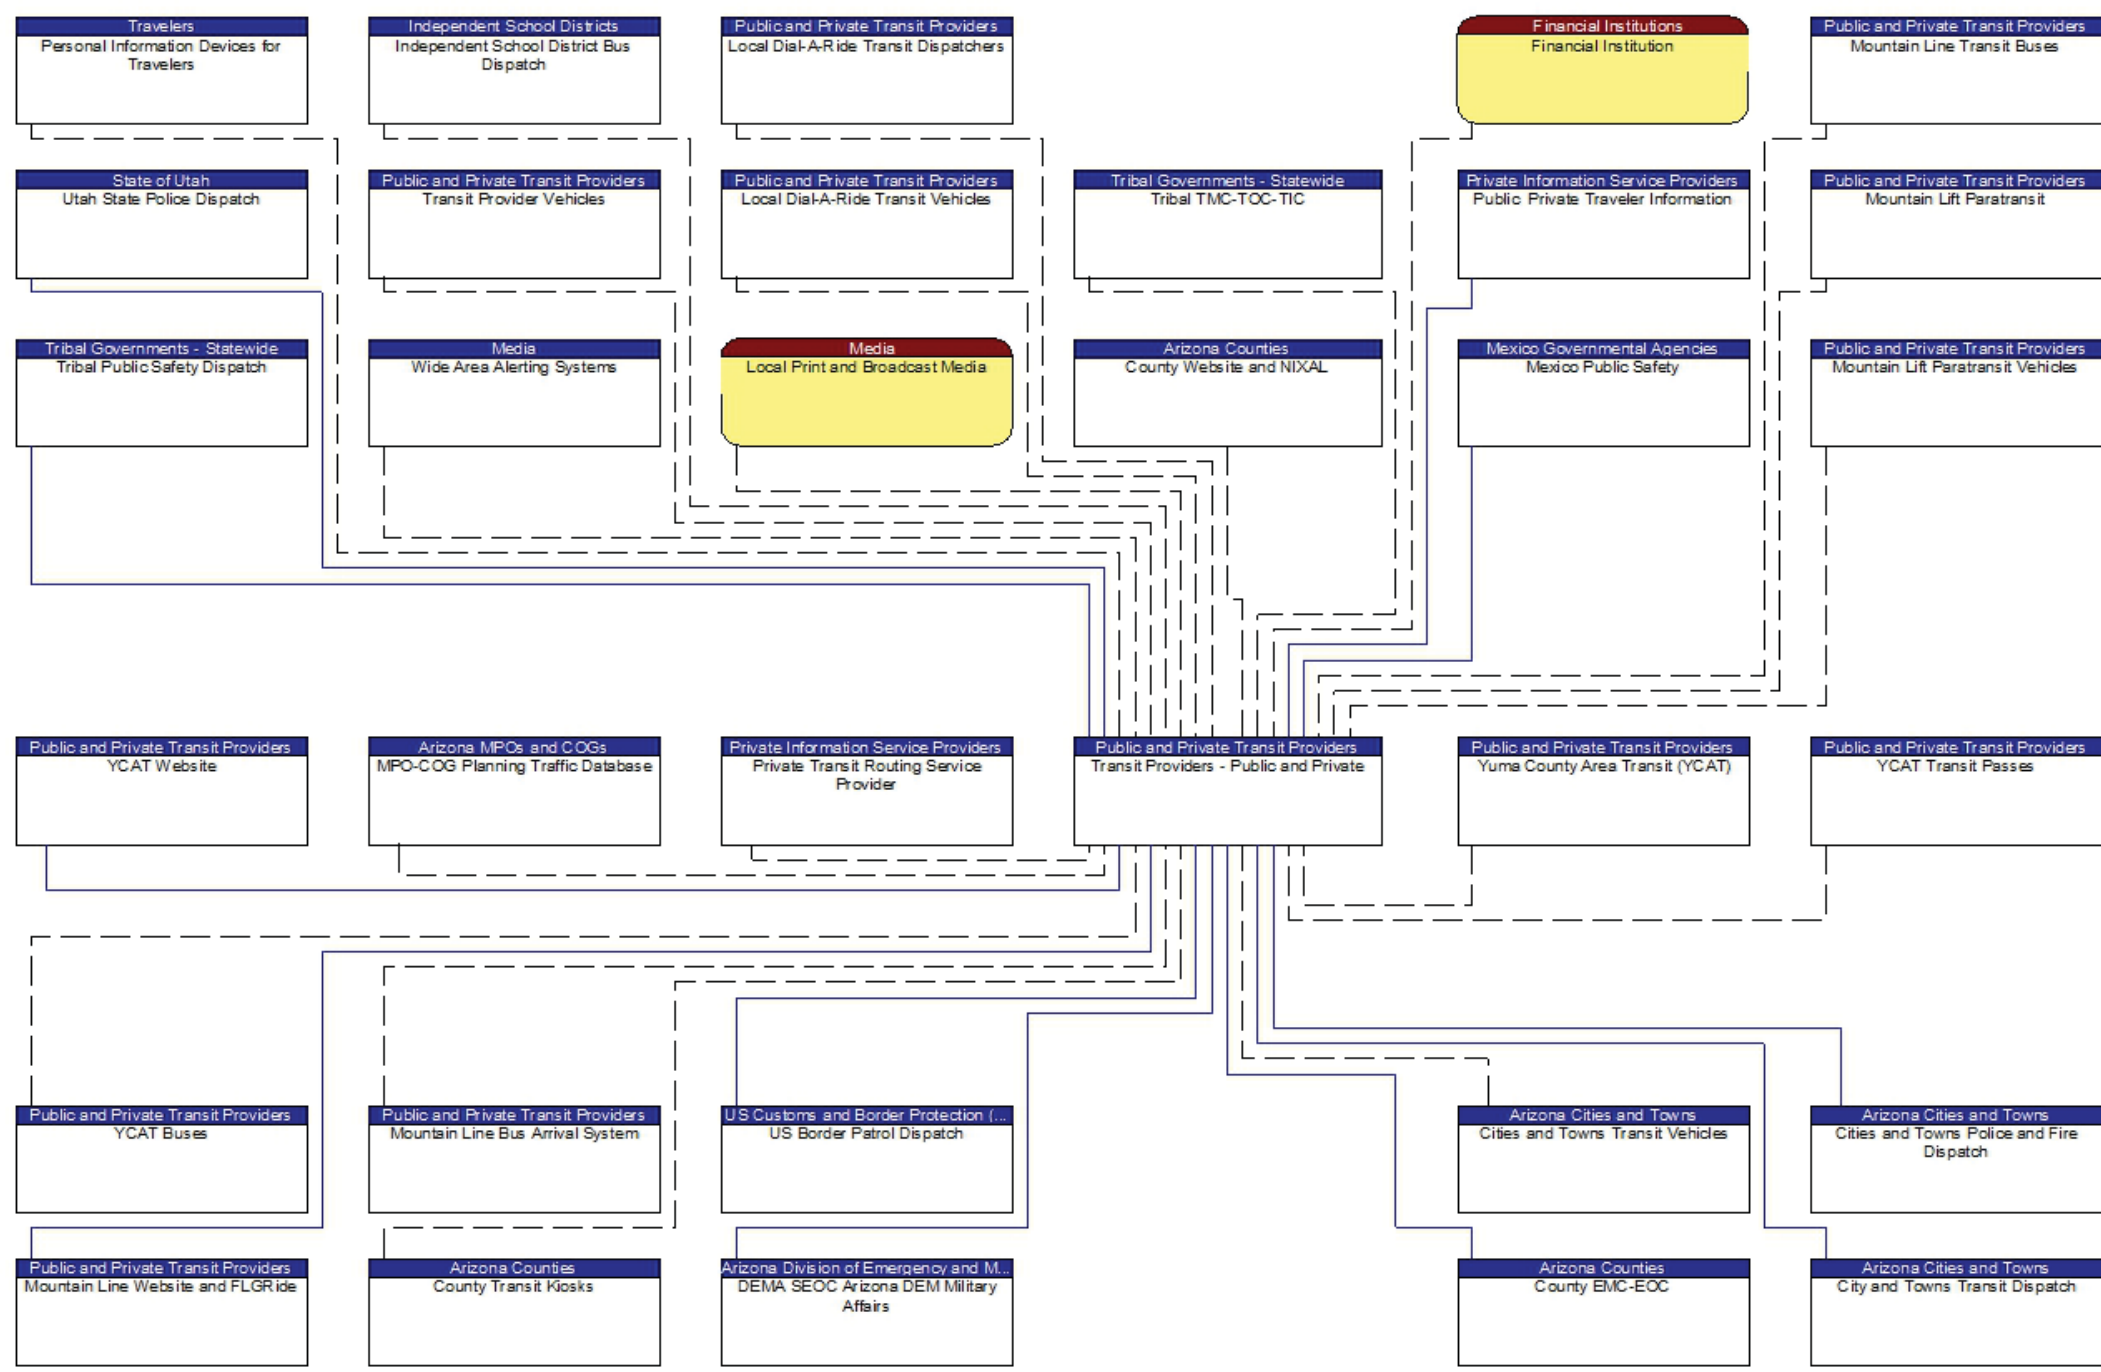 Travelers
Personal Information Devices for
Travelers
Independent School Districts
Independent School District Bus
Dispatch
Public and Private Transit Providers
Local Dial-A-Ride Transit Dispatchers
Financial Institutions
Financial Institution
Public and Private Transit Providers
Mountain Line Transit Buses
State of Utah
Utah State Police Dispatch
Public and Private Transit Providers
Transit Provider Vehicles
Public and Private Transit Providers
Local Dial-A-Ride Transit Vehicles
Tribal Governments - Statewide
Tribal TMC-TOC-TIC
Private Information Service Providers
Public Private Traveler Information
Public and Private Transit Providers
Mountain Lift Paratransit
Tribal Governments - Statewide
Tribal Public Safety Dispatch
Media
Wide Area Alerting Systems
Media
Local Print and Broadcast Media
Arizona Counties
County Website and NIXAL
Mexico Governmental Agencies
Mexico Public Safety
Public and Private Transit Providers
Mountain Lift Paratransit Vehicles
Public and Private Transit Providers
YCAT Website
Arizona MPOs and COGs
MPO-COG Planning Traffic Database
Private Information Service Providers
Private Transit Routing Service
Provider
Public and Private Transit Providers
Transit Providers - Public and Private
Public and Private Transit Providers
Yuma County Area Transit (YCAT)
Public and Private Transit Providers
YCAT Transit Passes
Public and Private Transit Providers
YCAT Buses
Public and Private Transit Providers
Mountain Line Bus Arrival System
US Customs and Border Protection (...
US Border Patrol Dispatch
Arizona Cities and Towns
Cities and Towns Transit Vehicles
Arizona Cities and Towns
Cities and Towns Police and Fire
Dispatch
Public and Private Transit Providers
Mountain Line Website and FLGRide
Arizona Counties
County Transit Kiosks
Arizona Division of Emergency and M...
DEMA SEOC Arizona DEM Military
Affairs
Arizona Counties
County EMC-EOC
Arizona Cities and Towns
City and Towns Transit Dispatch